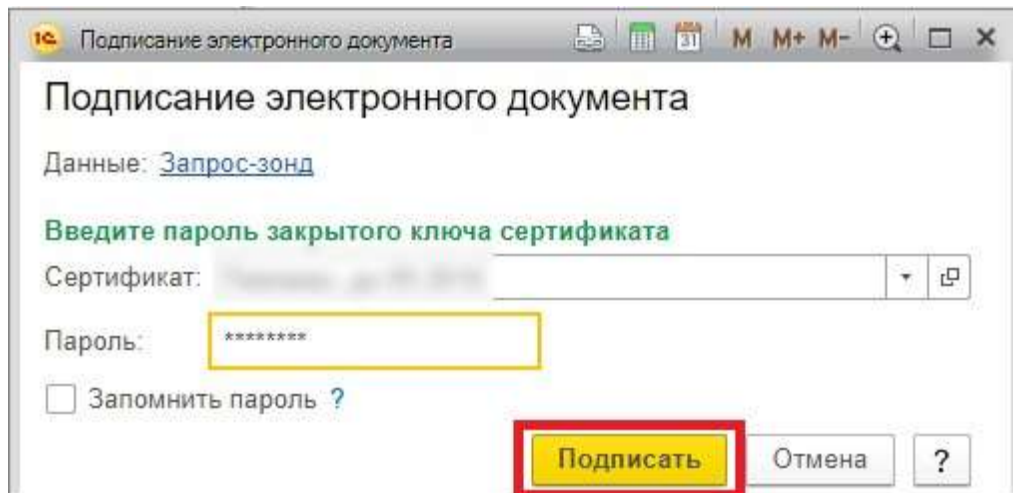 1С Подписание электронного документа 31 M M+ M-
Подписание электронного документа
Данные: Запрос-зонд
Введите пароль закрытого ключа сертификата
Сертификат:
Пароль: ********
Запомнить пароль ?
Подписать Отмена ?